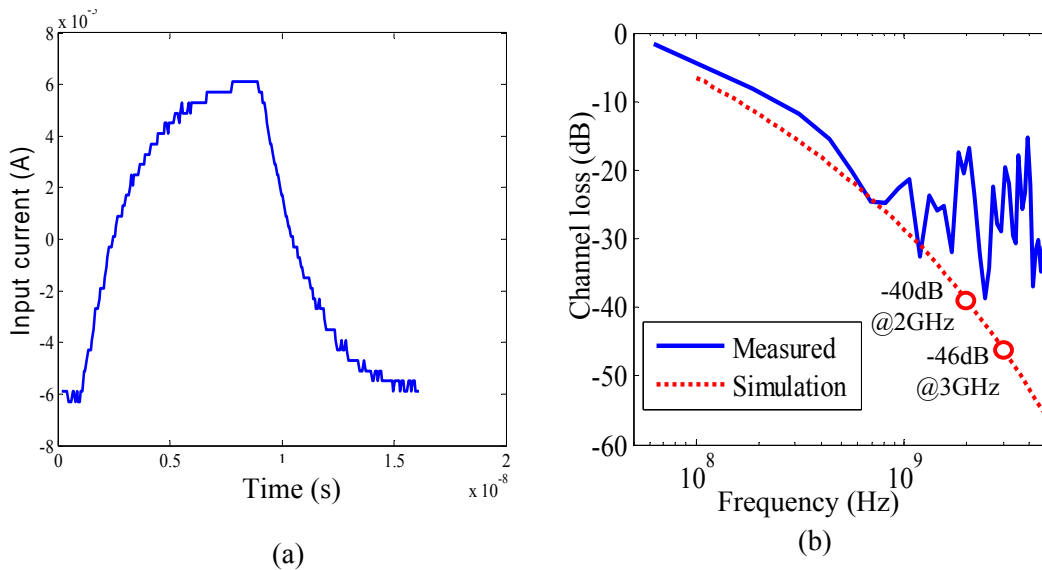 x 10^-5
8
6
4
2
0
-2
-4
-6
-8
Input current (A)
0
0.5
1
1.5
2
x 10^-8
Time (s)
(a)
0
-10
-20
-30
-40
-50
-60
Channel loss (dB)
-40dB
@2GHz
-46dB
@3GHz
Measured
Simulation
10^8
10^9
Frequency (Hz)
(b)